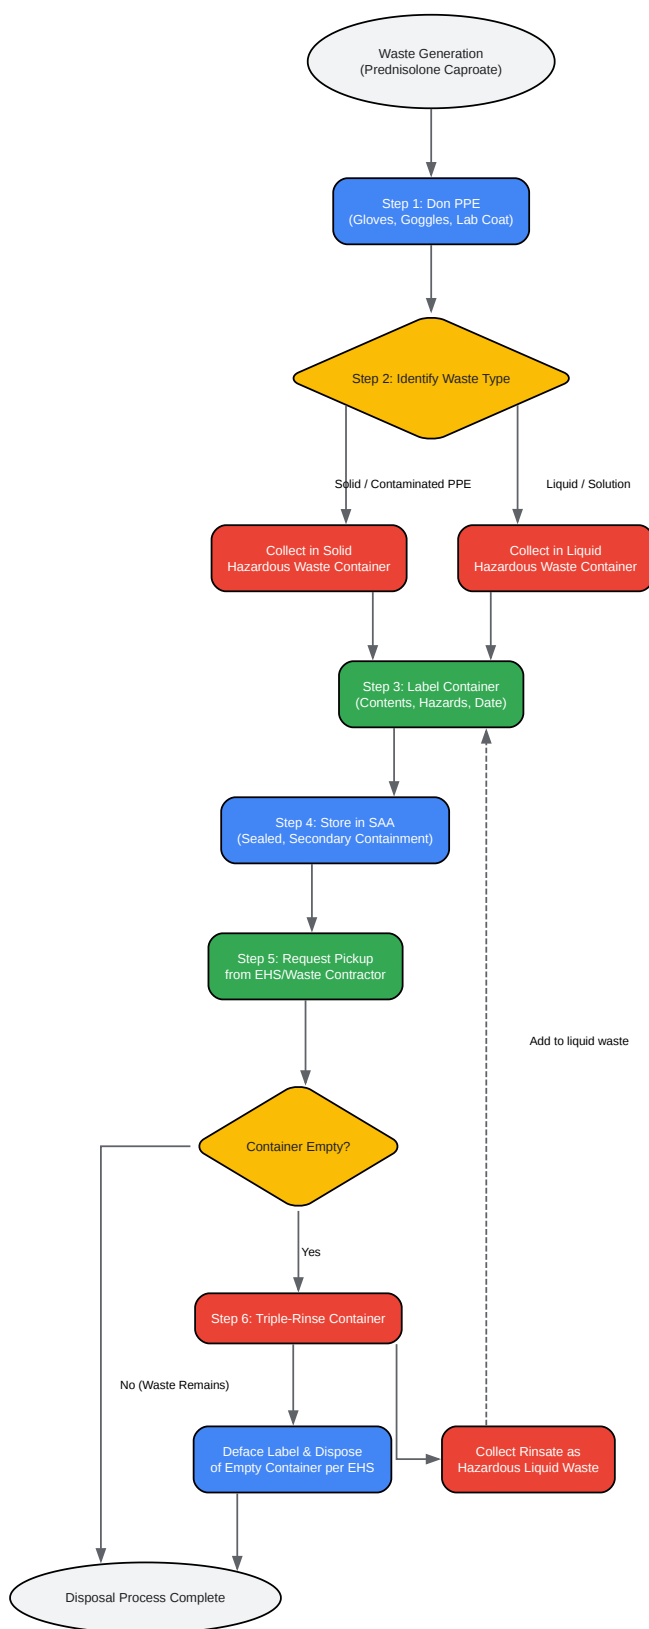 Waste Generation
(Prednisolone Caproate)
Step 1: Don PPE
(Gloves, Goggles, Lab Coat)
Step 2: Identify Waste Type
Solid / Contaminated PPE
Liquid / Solution
Collect in Solid
Hazardous Waste Container
Collect in Liquid
Hazardous Waste Container
Step 3: Label Container
(Contents, Hazards, Date)
Step 4: Store in SAA
(Sealed, Secondary Containment)
Step 5: Request Pickup
from EHS/Waste Contractor
Add to liquid waste
Container Empty?
Yes
Step 6: Triple-Rinse Container
No (Waste Remains)
Deface Label & Dispose
of Empty Container per EHS
Collect Rinsate as
Hazardous Liquid Waste
Disposal Process Complete